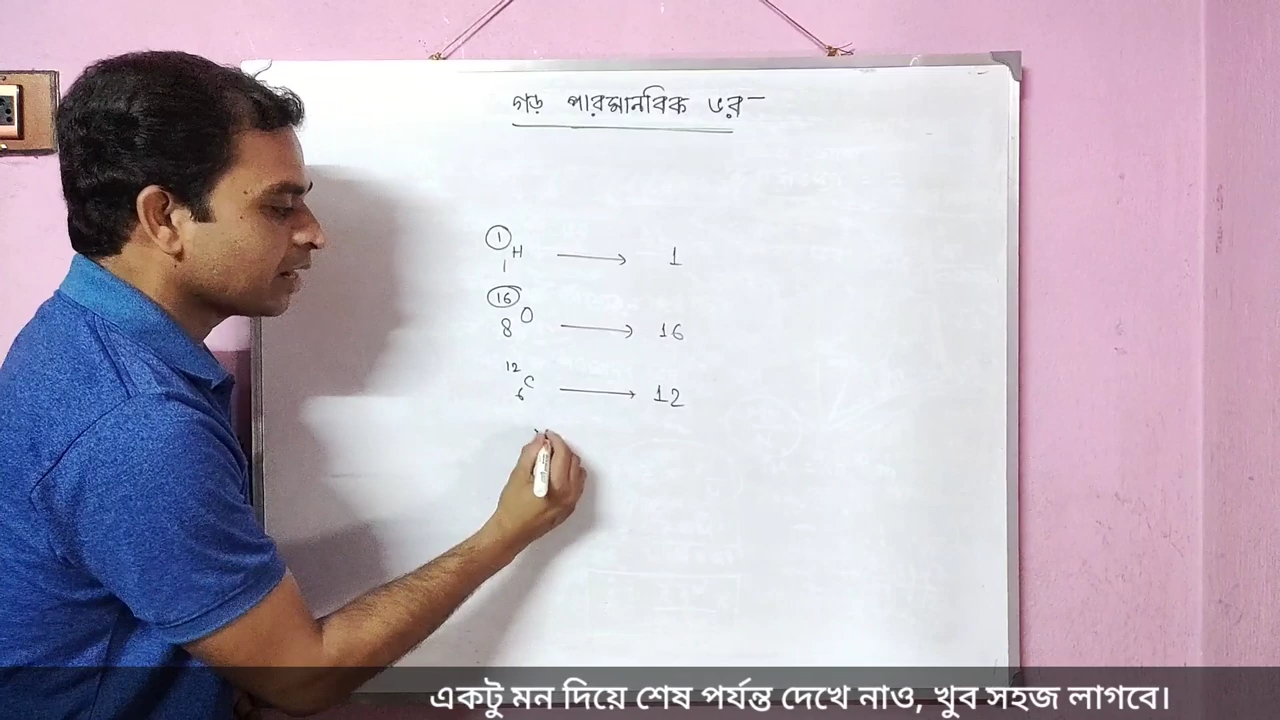 গড় পারমানবিক ভর –
1
1 H → 1
16
8 O → 16
12
6 C → 12
একটু মন দিয়ে শেষ পর্যন্ত দেখে নাও, খুব সহজ লাগবে।